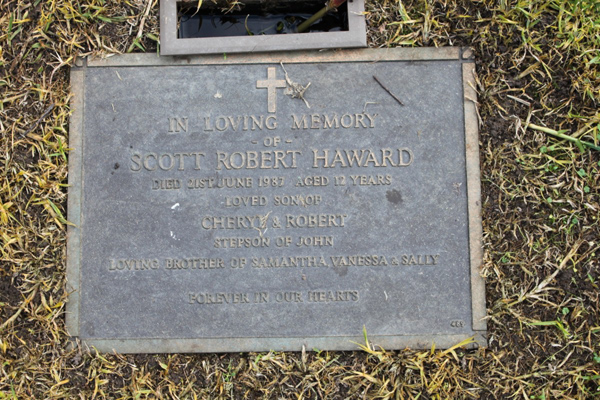 IN LOVING MEMORY
- OF -
SCOTT ROBERT HAWARD
DIED 21ST JUNE 1987 AGED 12 YEARS
LOVED SON OF
& ROBERT
STEPSON OF JOHN
LOVING BROTHER OF SAMANTHA, VANESSA & SALLY
FOREVER IN OUR HEARTS